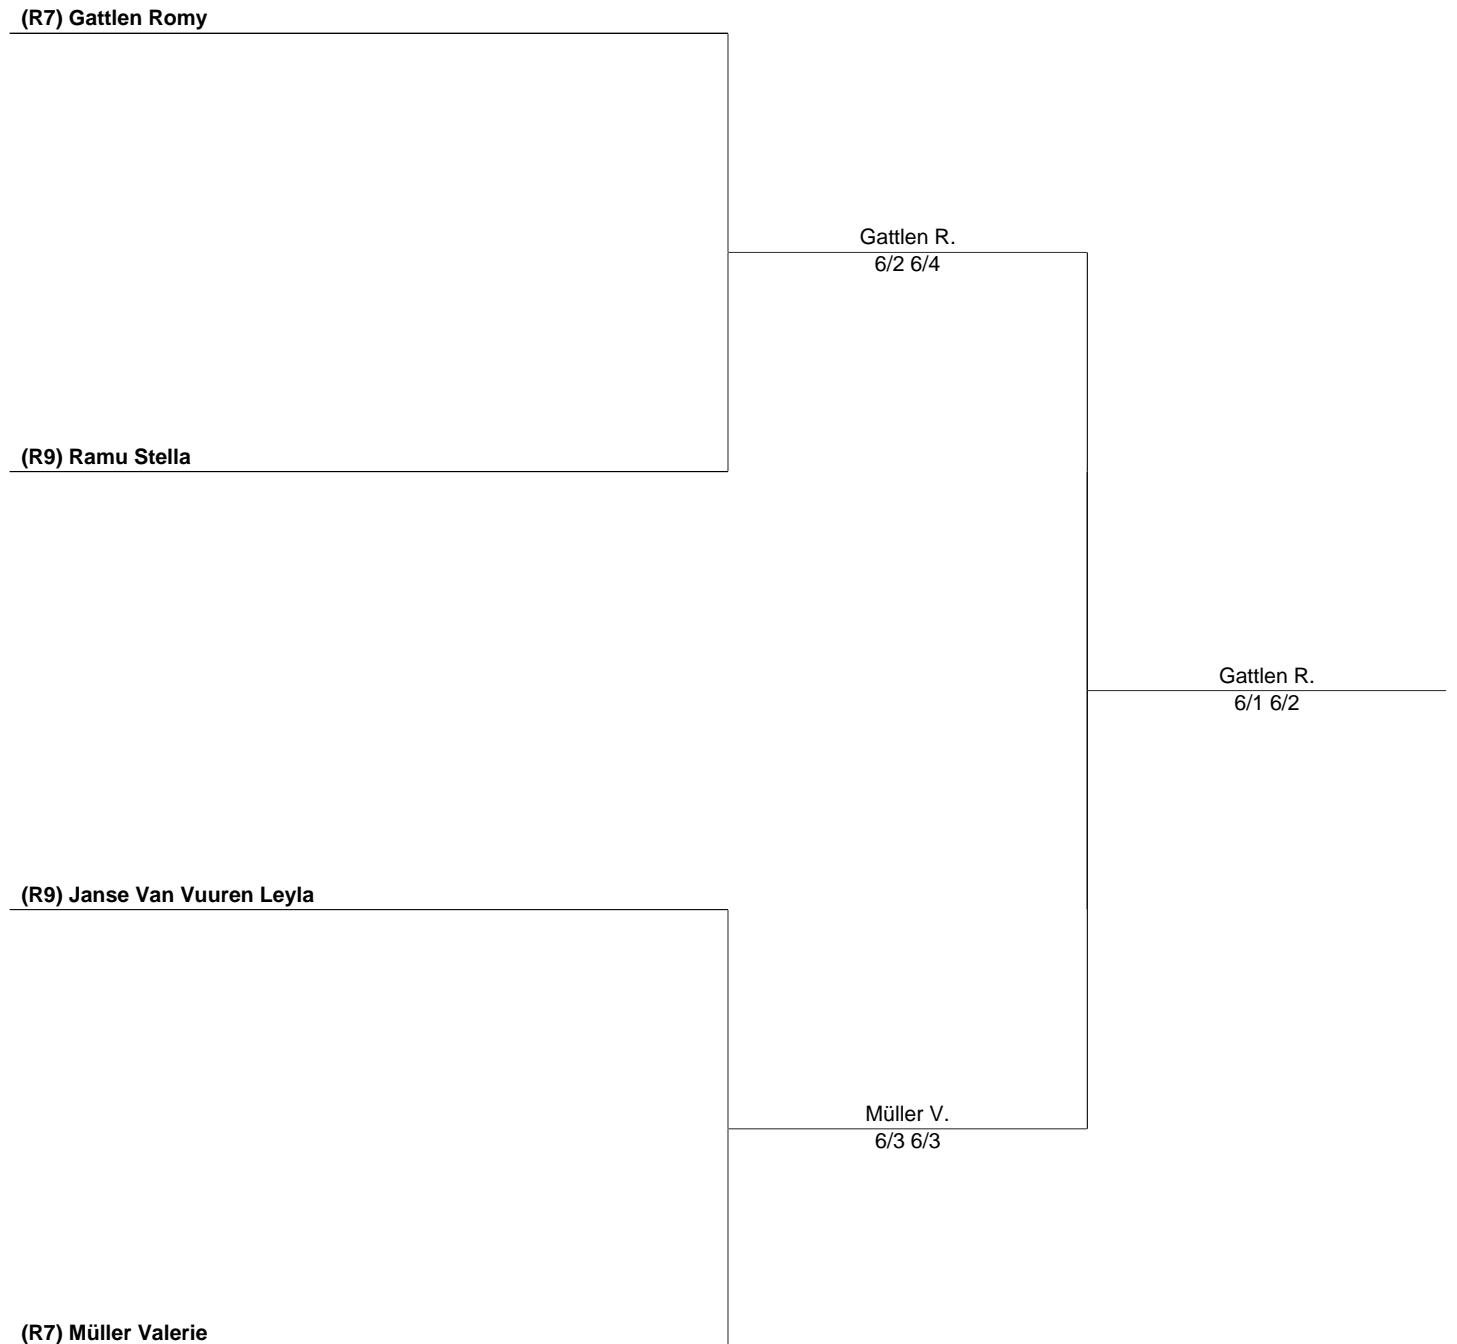 (R7) Gattlen Romy
Gattlen R.
6/2 6/4
(R9) Ramu Stella
Gattlen R.
6/1 6/2
(R9) Janse Van Vuuren Leyla
Müller V.
6/3 6/3
(R7) Müller Valerie